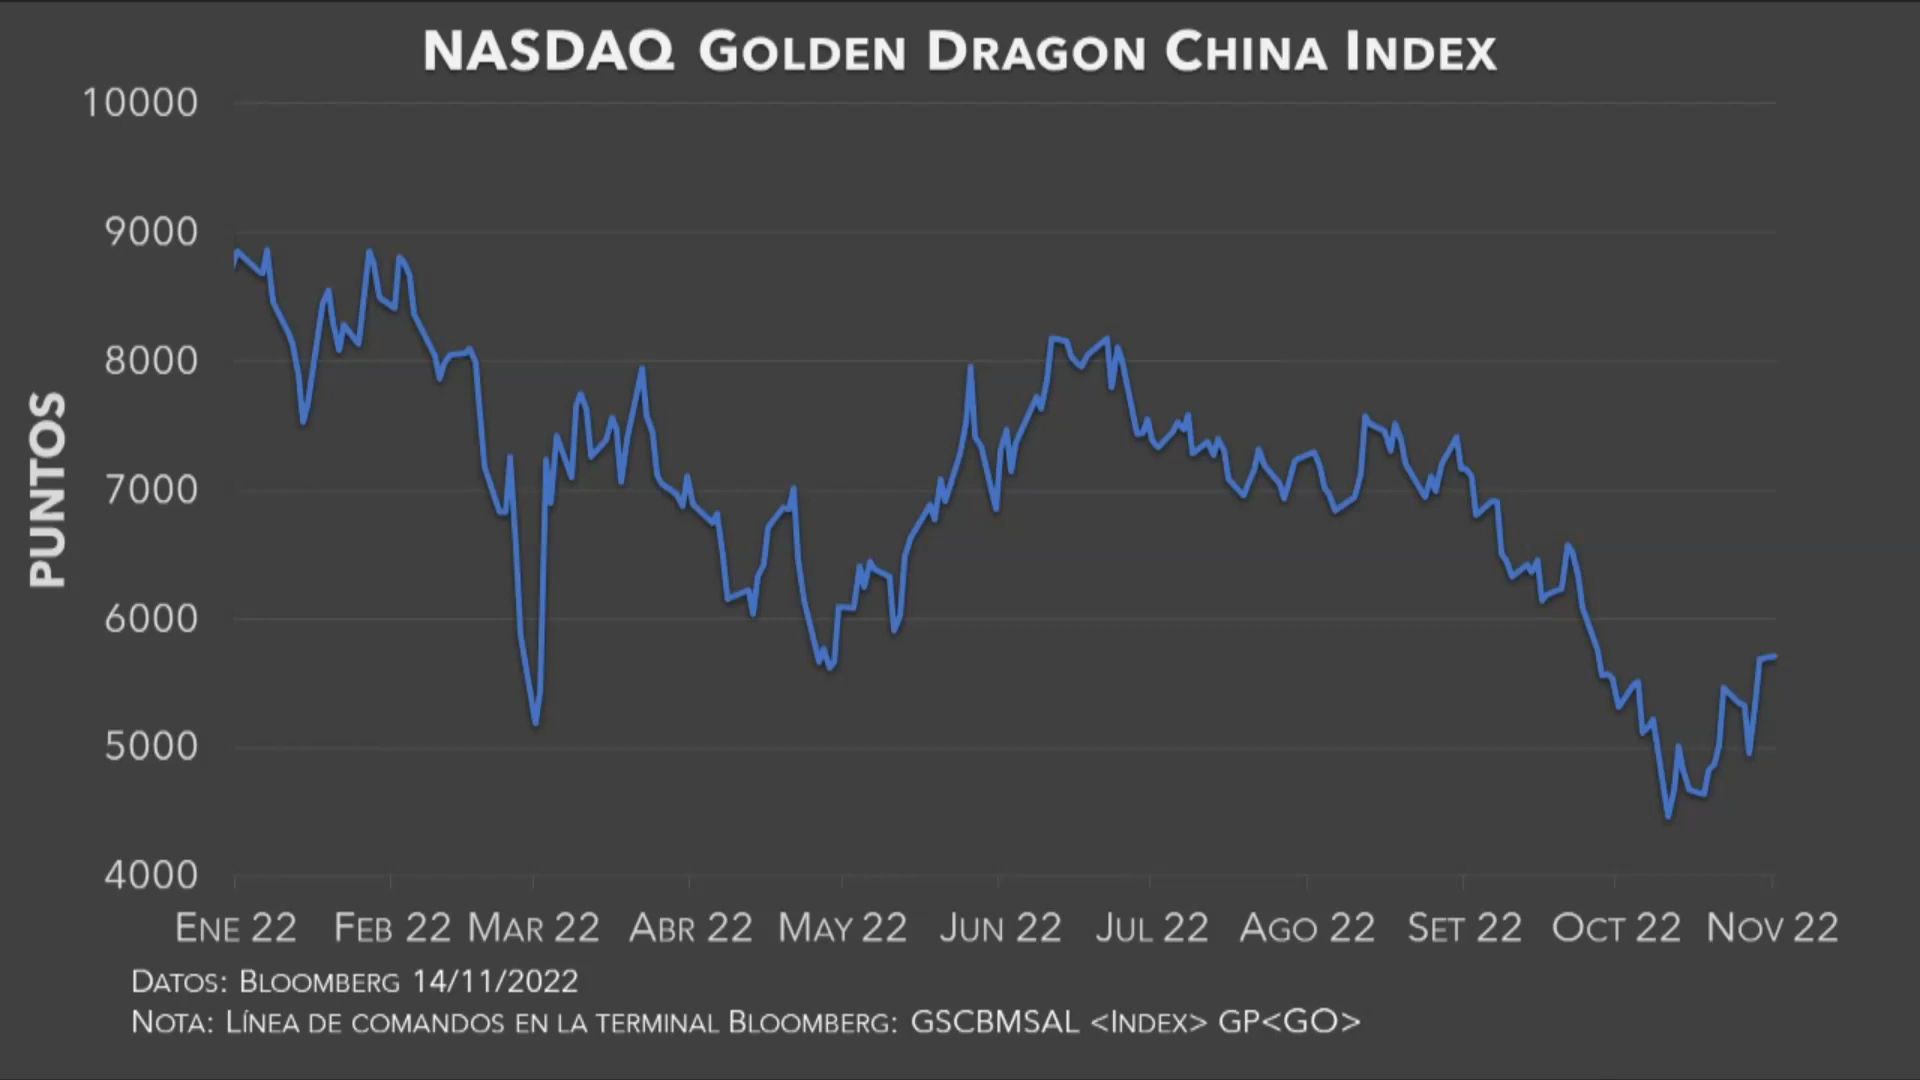 NASDAQ GOLDEN DRAGON CHINA INDEX
10000
9000
8000
7000
6000
5000
4000
PUNTOS
ENE 22 FEB 22 MAR 22 ABR 22 MAY 22 JUN 22 JUL 22 AGO 22 SET 22 OCT 22 NOV 22
DATOS: BLOOMBERG 14/11/2022
NOTA: LÍNEA DE COMANDOS EN LA TERMINAL BLOOMBERG: GSCBMSAL <INDEX> GP<GO>